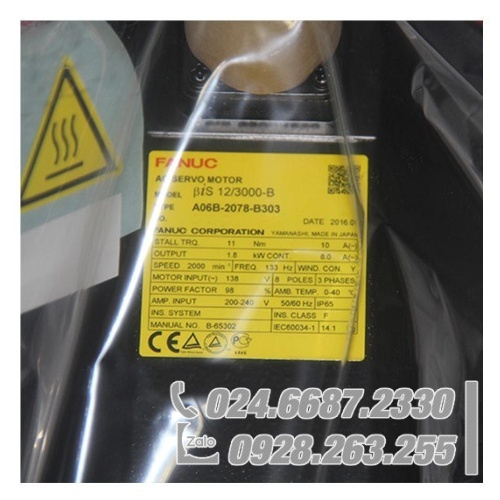 FANUC
AC SERVO MOTOR
MODEL βiS 12/3000-B
TYPE A06B-2078-B303
NO. DATE 2016.0
FANUC CORPORATION YAMANASHI, MADE IN JAPAN
STALL TRQ. 11 Nm 10 A(~)
OUTPUT 1.8 kW CONT. 8.0 A(~)
SPEED 2000 min⁻¹ FREQ. 133 Hz WIND. CON. Y
MOTOR INPUT(~) 138 V 8 POLES 3 PHASES
POWER FACTOR 98 % AMB. TEMP. 0-40
AMP. INPUT 200-240 V 50/60 Hz IP65
INS. SYSTEM INS. CLASS F
MANUAL NO. B-65302 IEC60034-1 14.1
CE
024.6687.2330
Zalo 0928.263.255